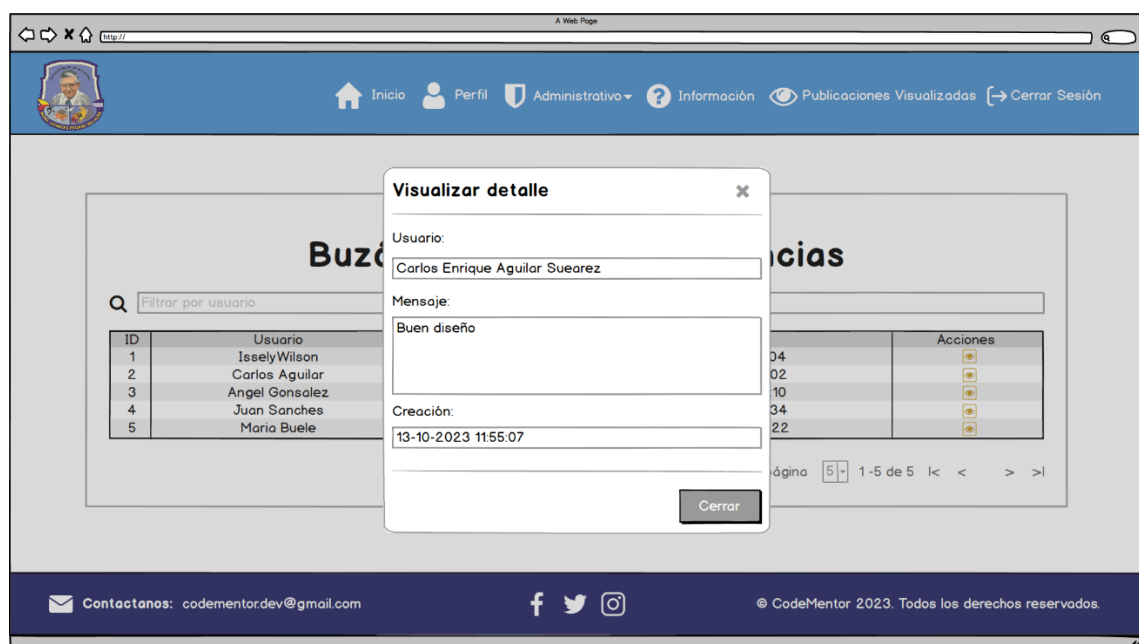 A Web Page
http://
Inicio Perfil Administrativo Información Publicaciones Visualizadas Cerrar Sesión
Visualizar detalle
Usuario:
Carlos Enrique Aguilar Suearez
Mensaje:
Buen diseño
Creación:
13-10-2023 11:55:07
Cerrar
Filtrar por usuario
ID Usuario Acciones
1 IsselyWilson 04
2 Carlos Aguilar 02
3 Angel Gonsalez 10
4 Juan Sanches 34
5 Maria Buele 22
5 1-5 de 5 |< < > >|
Contactanos: codementor.dev@gmail.com
© CodeMentor 2023. Todos los derechos reservados.